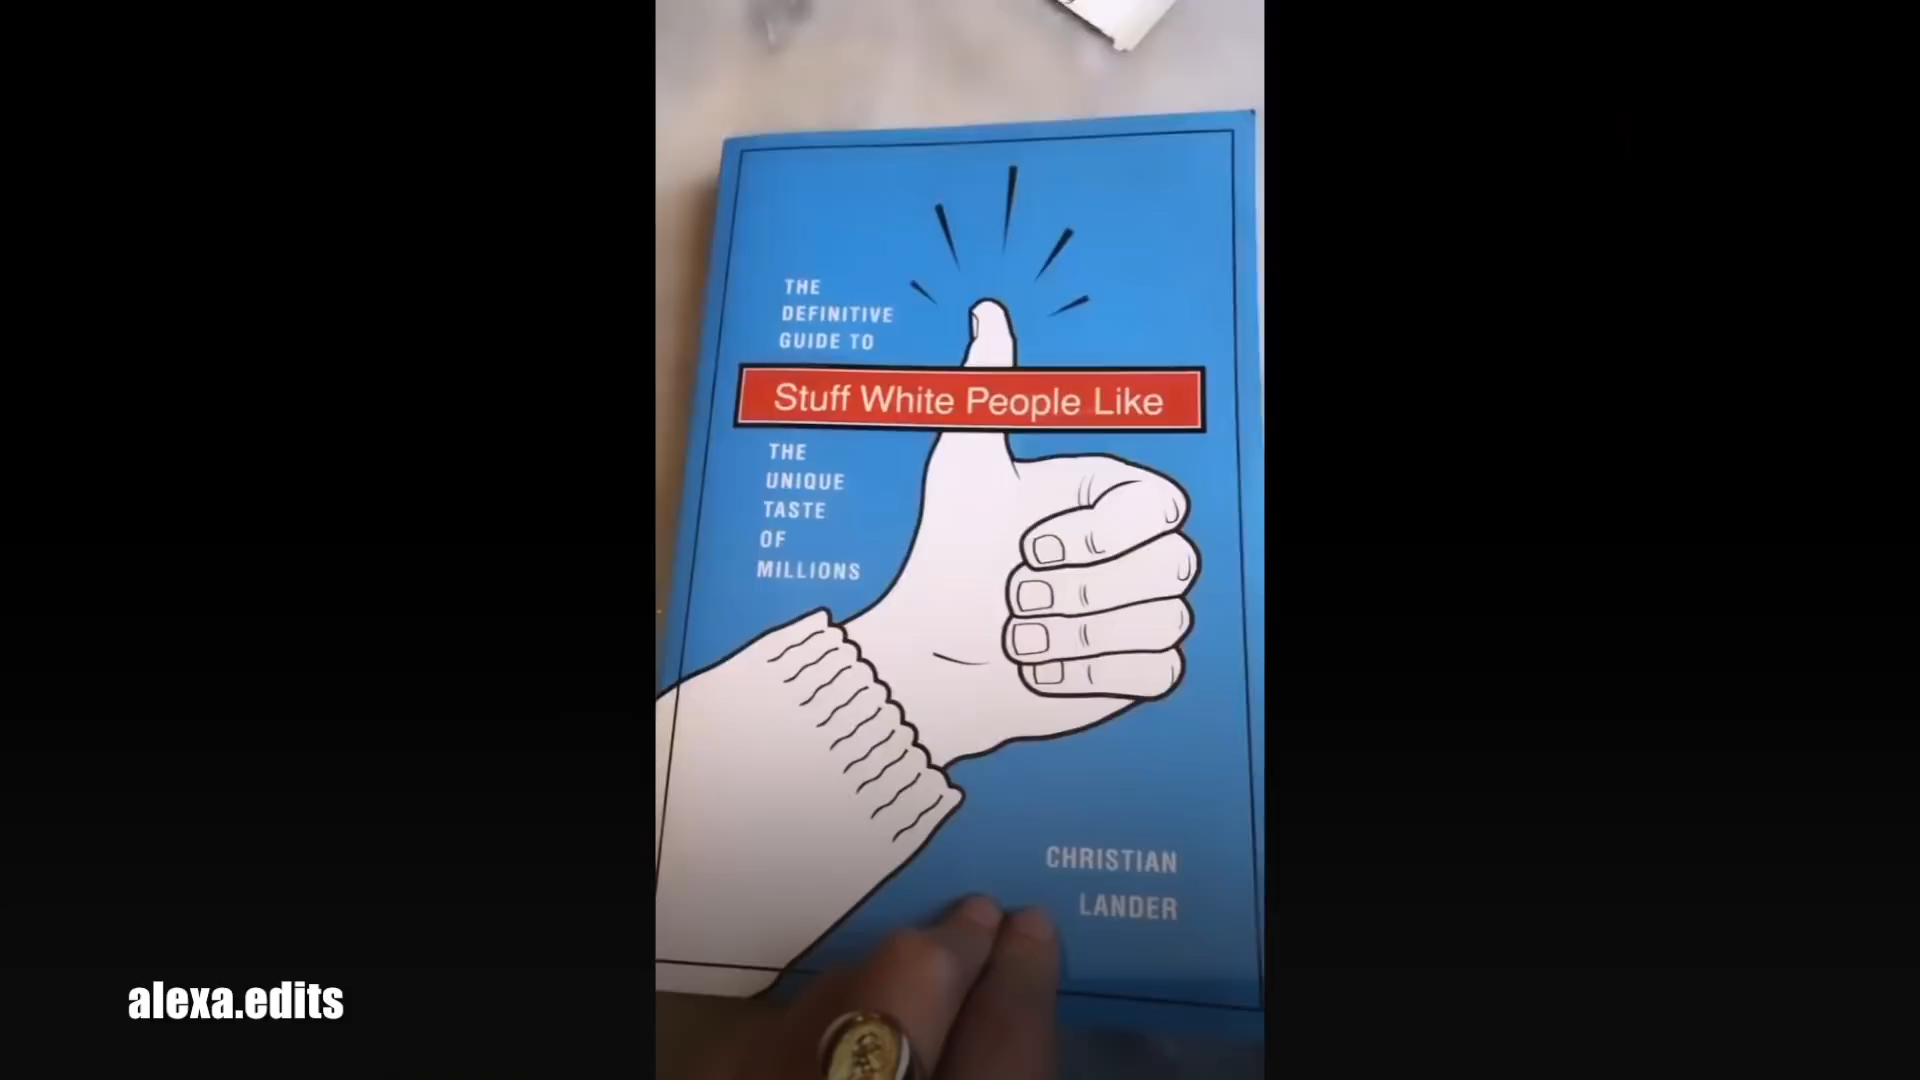 THE
DEFINITIVE
GUIDE TO
Stuff White People Like
THE
UNIQUE
TASTE
OF
MILLIONS
CHRISTIAN
LANDER
alexa.edits